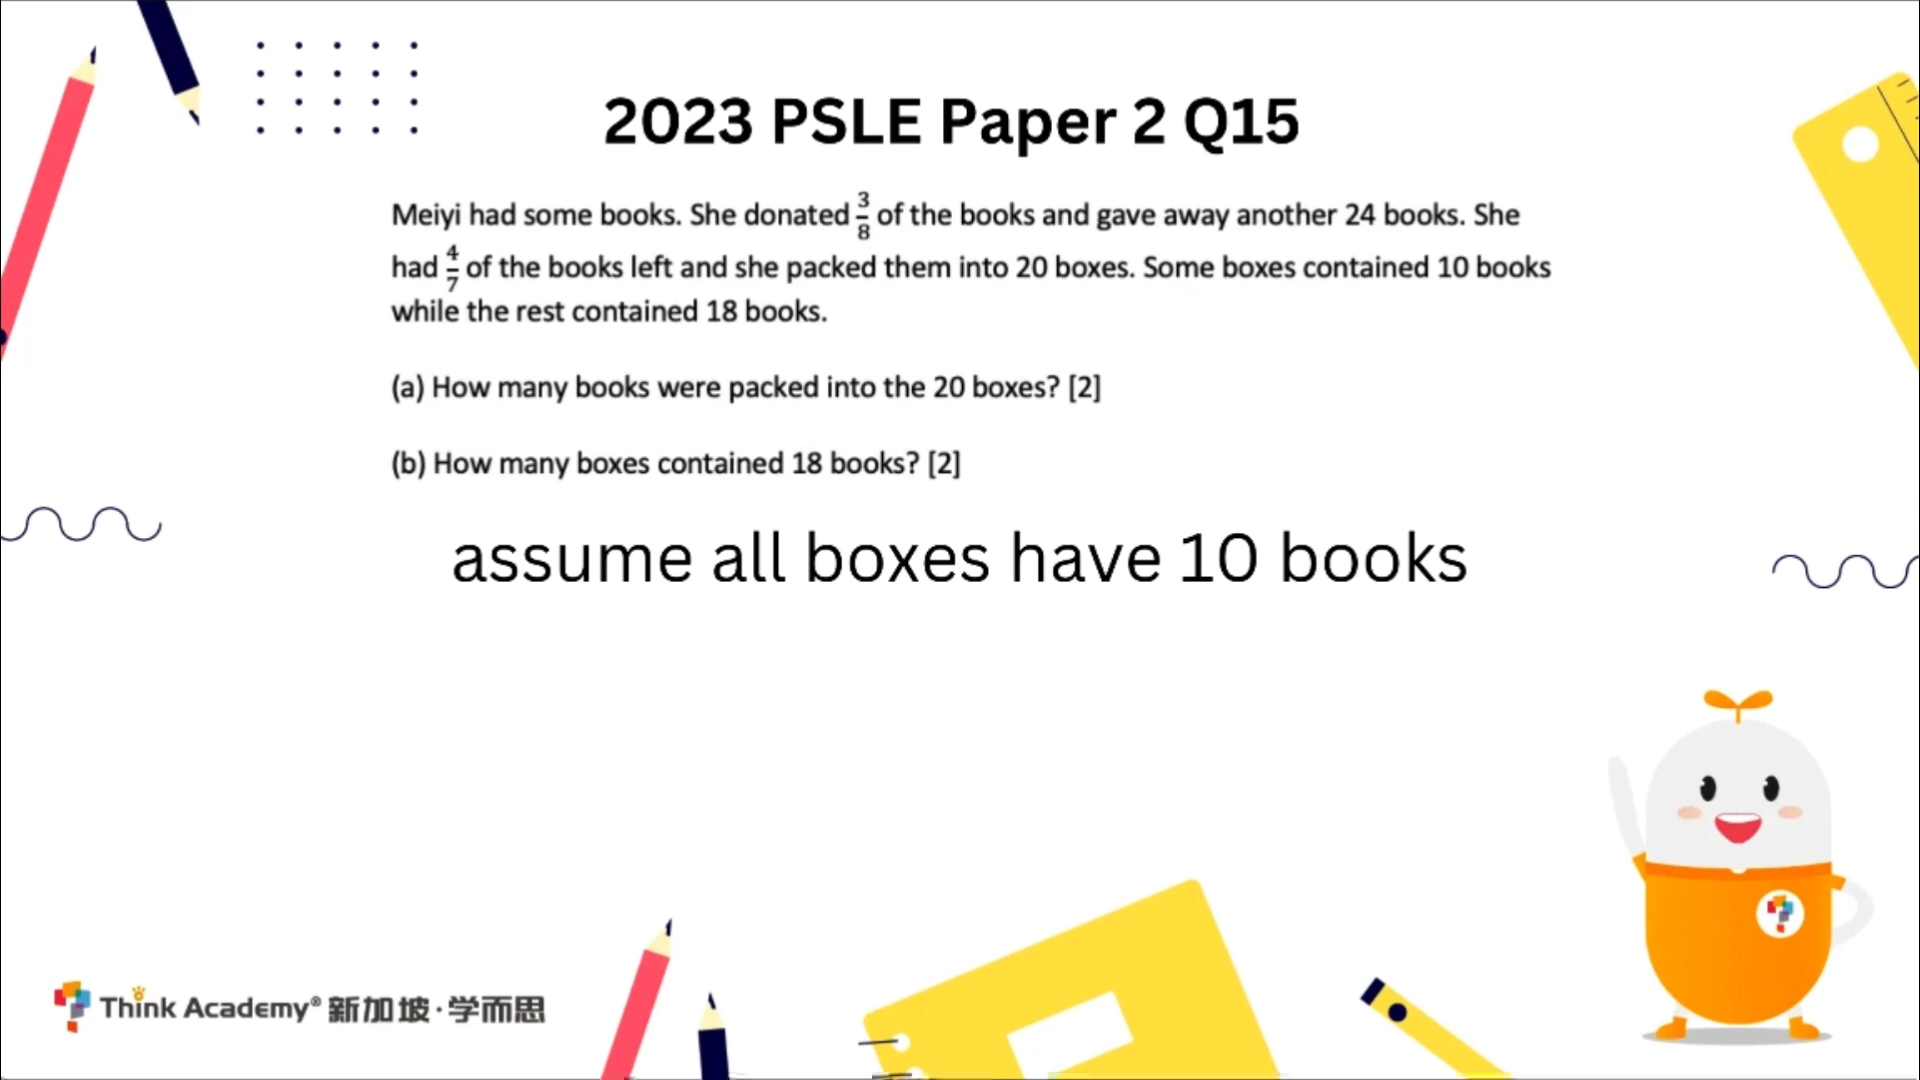 2023 PSLE Paper 2 Q15
Meiyi had some books. She donated 3/8 of the books and gave away another 24 books. She
had 4/7 of the books left and she packed them into 20 boxes. Some boxes contained 10 books
while the rest contained 18 books.
(a) How many books were packed into the 20 boxes? [2]
(b) How many boxes contained 18 books? [2]
assume all boxes have 10 books
Think Academy® 新加坡·学而思